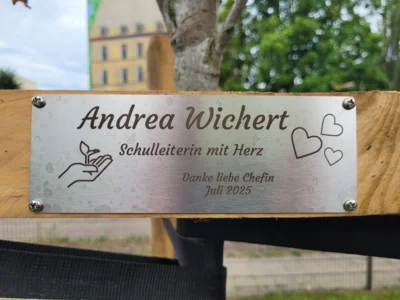 Andrea Wichert
Schulleiterin mit Herz
Danke liebe Chefin
Juli 2025